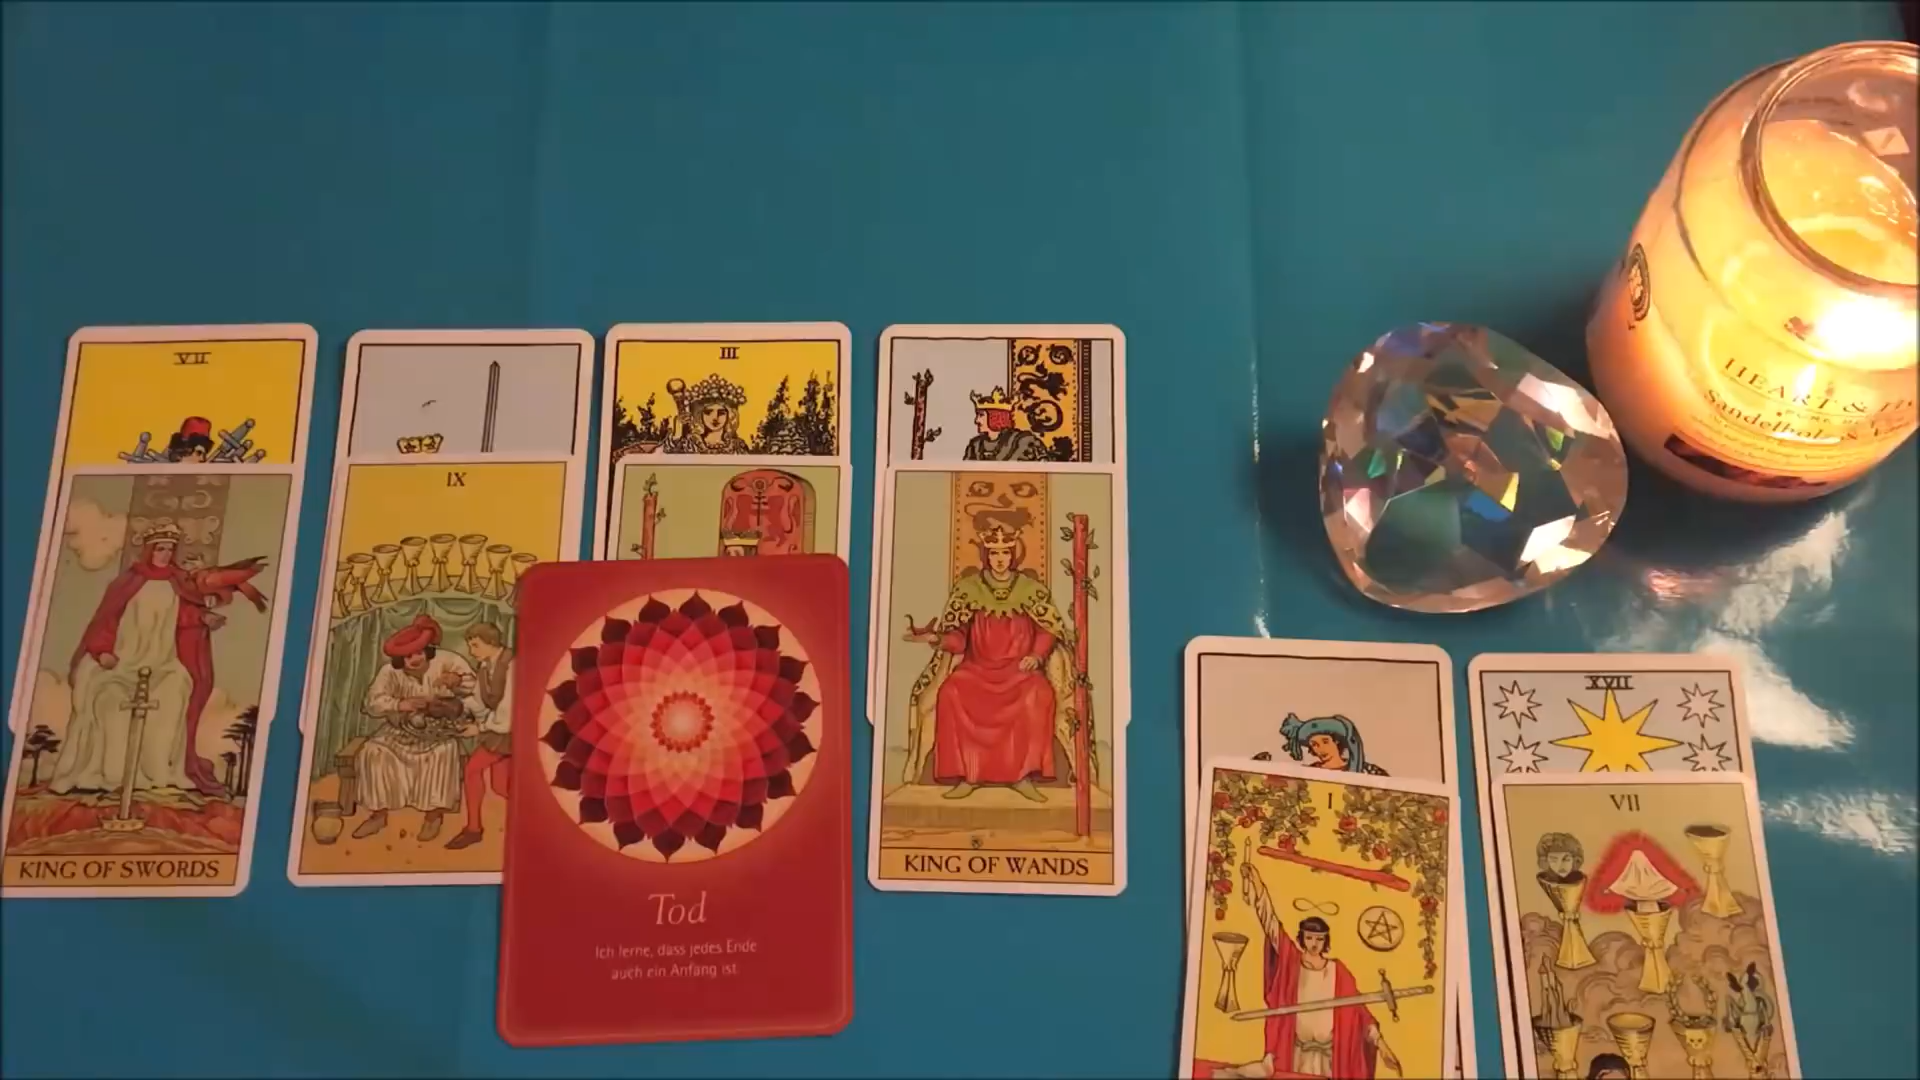 VII
III
IX
KING OF SWORDS
KING OF WANDS
Tod
Ich lerne, dass jedes Ende
auch ein Anfang ist.
XVII
I
VII
HEART &
Sandelholz &